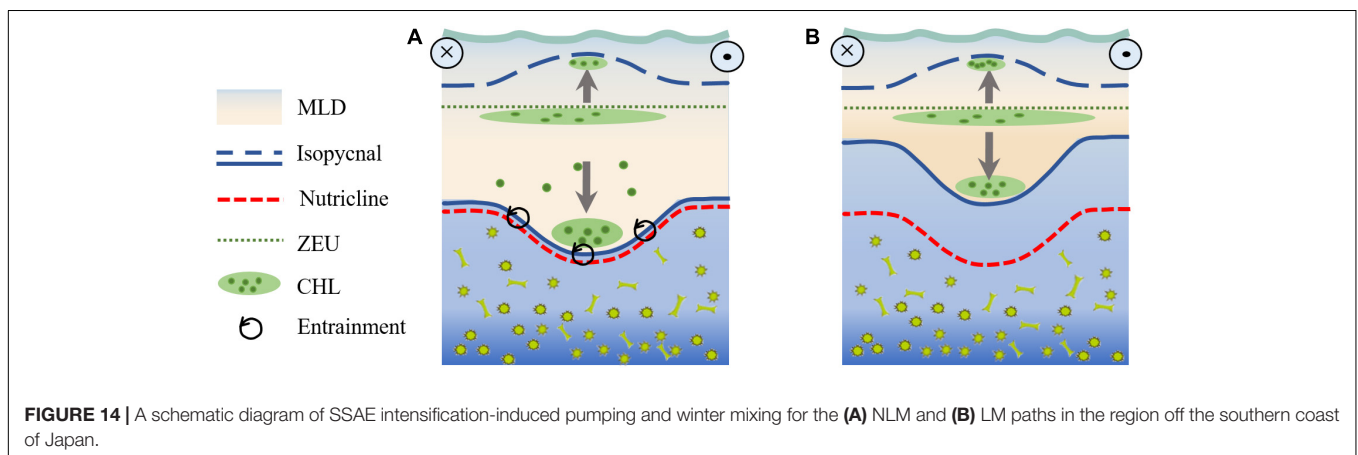 A
B
MLD
Isopycnal
Nutricline
ZEU
CHL
Entrainment
FIGURE 14 | A schematic diagram of SSAE intensification-induced pumping and winter mixing for the (A) NLM and (B) LM paths in the region off the southern coast
of Japan.